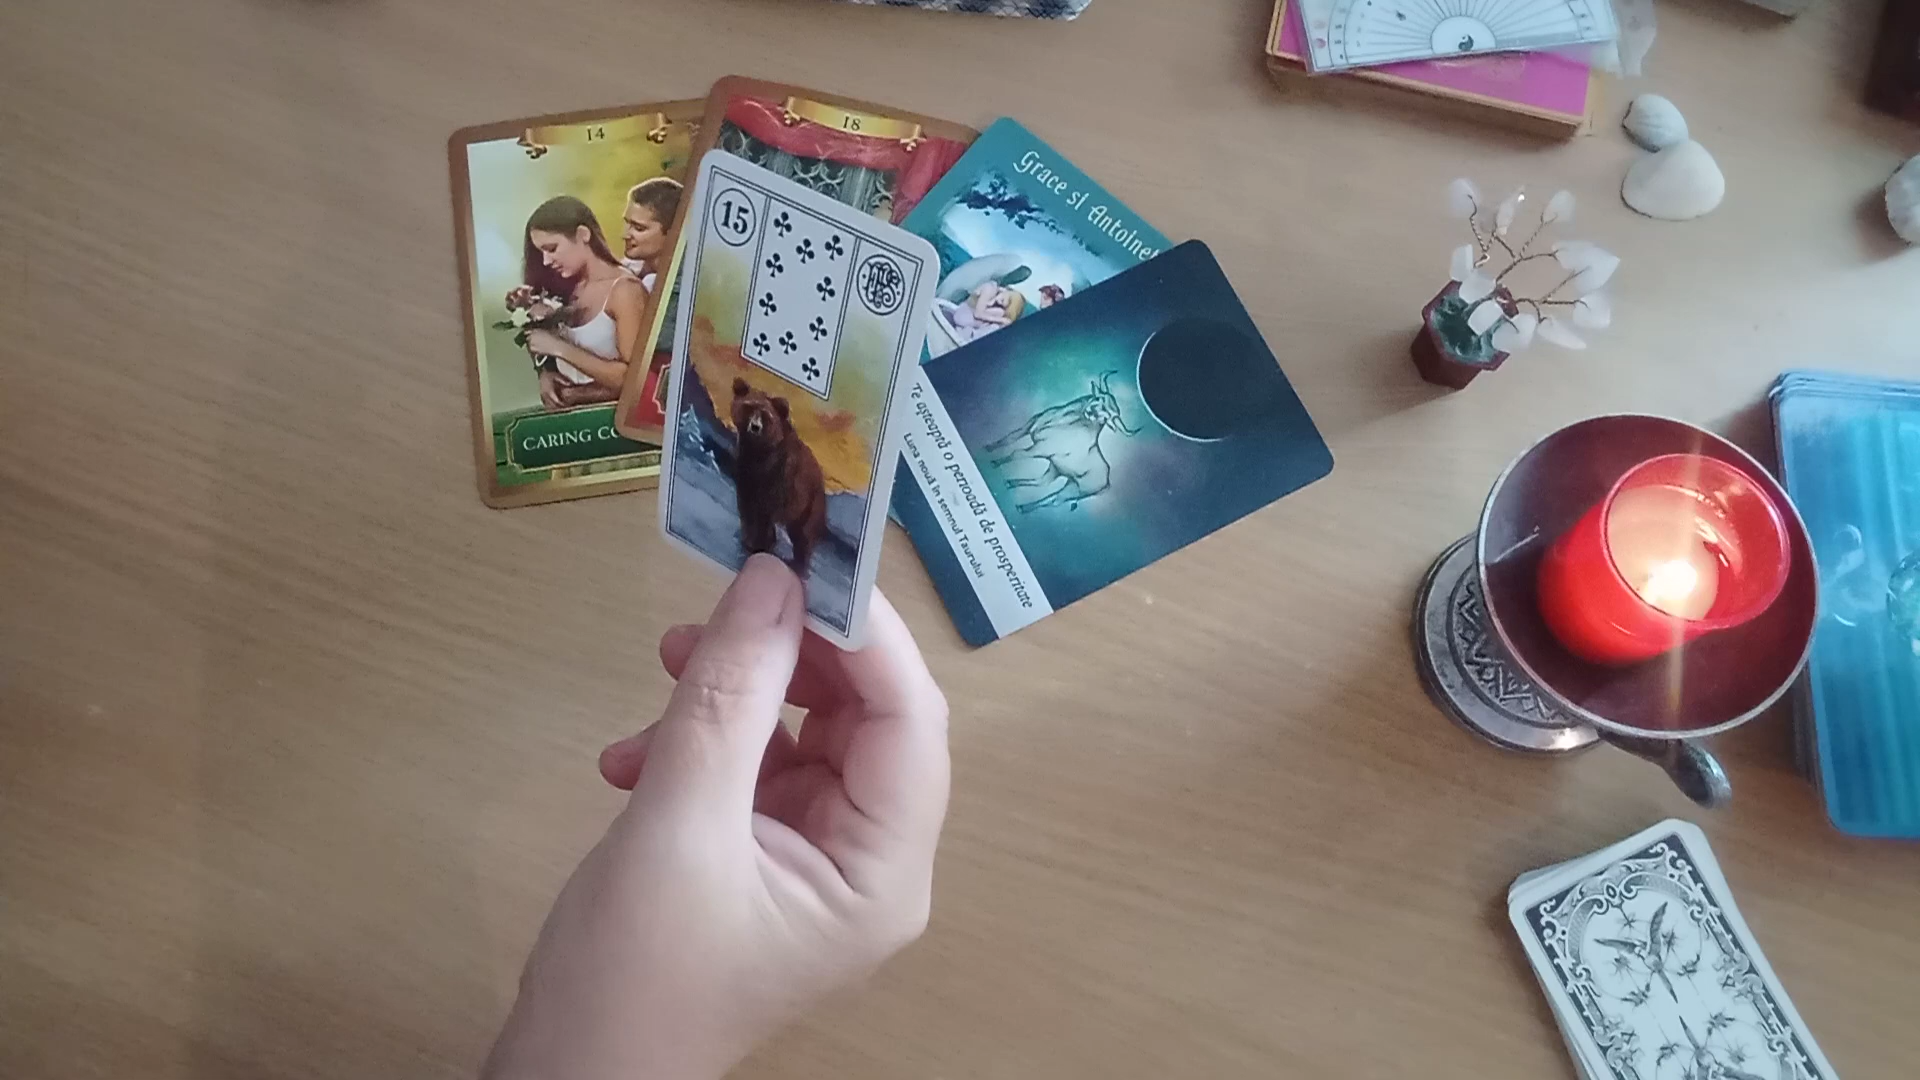 14
18
15
CARING CO
Grace si Antoinet
Te așteaptă o perioadă de prosperitate
Luna nouă în semnul Taurului